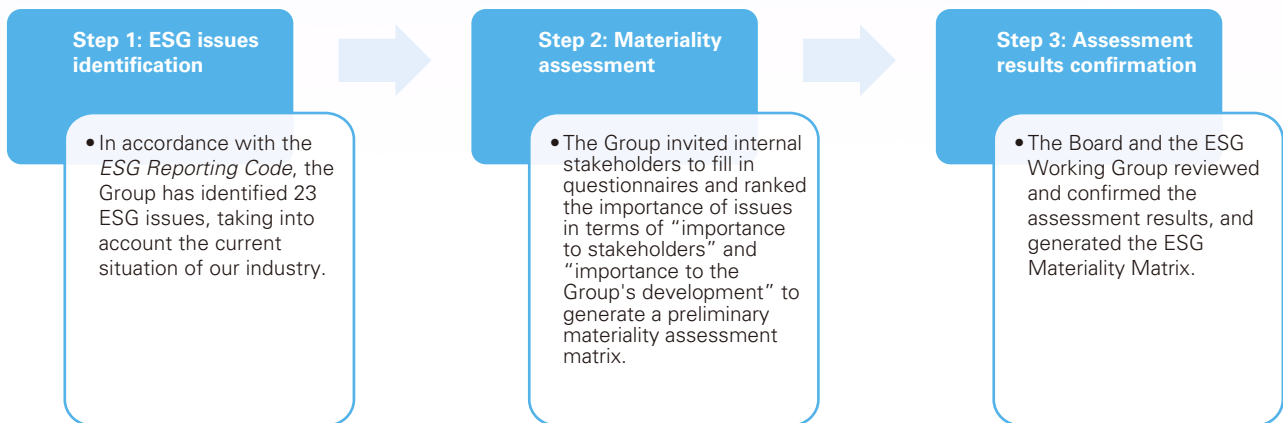 Step 1: ESG issues
identification
• In accordance with the
ESG Reporting Code, the
Group has identified 23
ESG issues, taking into
account the current
situation of our industry.
Step 2: Materiality
assessment
• The Group invited internal
stakeholders to fill in
questionnaires and ranked
the importance of issues
in terms of “importance
to stakeholders” and
“importance to the
Group's development” to
generate a preliminary
materiality assessment
matrix.
Step 3: Assessment
results confirmation
• The Board and the ESG
Working Group reviewed
and confirmed the
assessment results, and
generated the ESG
Materiality Matrix.